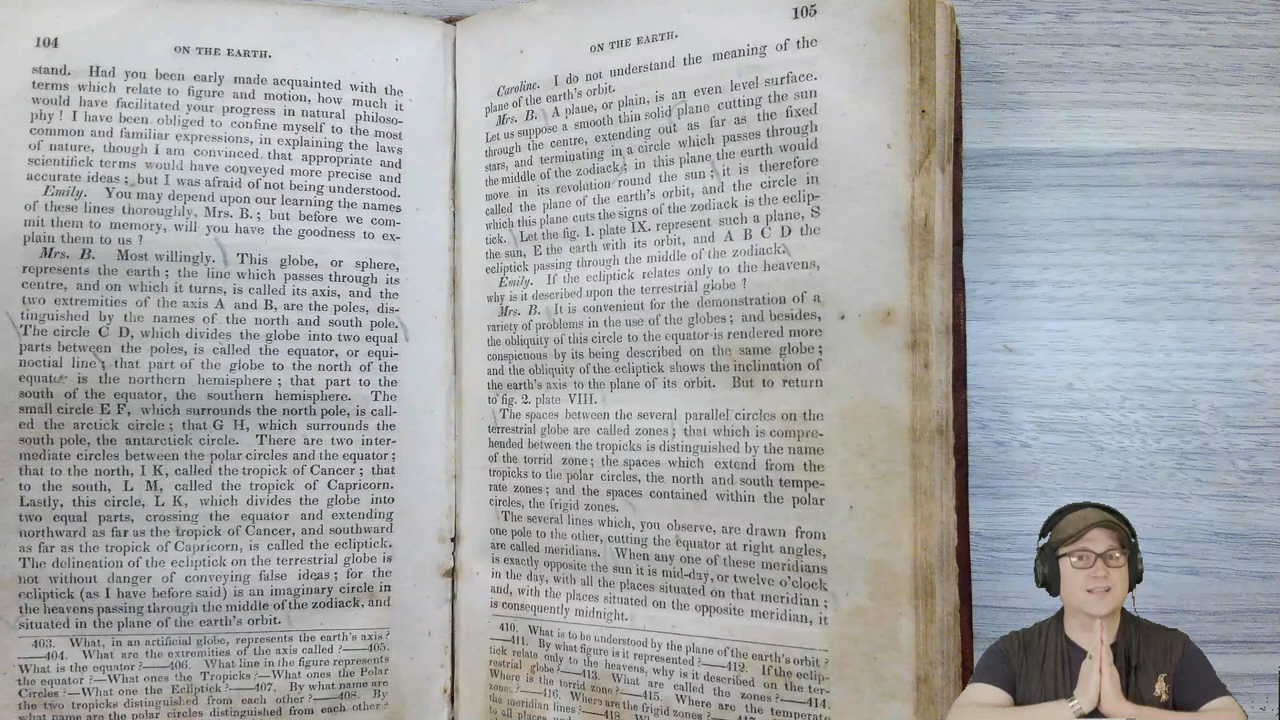 104
ON THE EARTH.
stand. Had you been early made acquainted with the
terms which relate to figure and motion, how much it
would have facilitated your progress in natural philoso-
phy ! I have been obliged to confine myself to the most
common and familiar expressions, in explaining the laws
of nature, though I am convinced that appropriate and
scientifick terms would have conveyed more precise and
accurate ideas ; but I was afraid of not being understood.
Emily. You may depend upon our learning the names
of these lines thoroughly, Mrs. B. ; but before we com-
mit them to memory, will you have the goodness to ex-
plain them to us ?
Mrs. B. Most willingly. This globe, or sphere,
represents the earth ; the line which passes through its
centre, and on which it turns, is called its axis, and the
two extremities of the axis A and B, are the poles, dis-
tinguished by the names of the north and south pole.
The circle C D, which divides the globe into two equal
parts between the poles, is called the equator, or equi-
noctial line ; that part of the globe to the north of the
equator is the northern hemisphere ; that part to the
south of the equator, the southern hemisphere. The
small circle E F, which surrounds the north pole, is call-
ed the arctick circle ; that G H, which surrounds the
south pole, the antarctick circle. There are two inter-
mediate circles between the polar circles and the equator ;
that to the north, I K, called the tropick of Cancer ; that
to the south, L M, called the tropick of Capricorn.
Lastly, this circle, L K, which divides the globe into
two equal parts, crossing the equator and extending
northward as far as the tropick of Cancer, and southward
as far as the tropick of Capricorn, is called the ecliptick.
The delineation of the ecliptick on the terrestrial globe is
not without danger of conveying false ideas ; for the
ecliptick (as I have before said) is an imaginary circle in
the heavens passing through the middle of the zodiack, and
situated in the plane of the earth's orbit.
403. What, in an artificial globe, represents the earth's axis ?
—404. What are the extremities of the axis called ?—405.
What is the equator ?—406. What line in the figure represents
the equator ?—What ones the Tropicks ?—What ones the Polar
Circles ?—What one the Ecliptick ?—407. By what name are
the two tropicks distinguished from each other ?—408. By
what name are the polar circles distinguished from each other ?
105
ON THE EARTH.
Caroline. I do not understand the meaning of the
plane of the earth's orbit.
Mrs. B. A plane, or plain, is an even level surface.
Let us suppose a smooth thin solid plane cutting the sun
through the centre, extending out as far as the fixed
stars, and terminating in a circle which passes through
the middle of the zodiack ; in this plane the earth would
move in its revolution round the sun ; it is therefore
called the plane of the earth's orbit, and the circle in
which this plane cuts the signs of the zodiack is the eclip-
tick. Let the fig. 1. plate IX. represent such a plane, S
the sun, E the earth with its orbit, and A B C D the
ecliptick passing through the middle of the zodiack.
Emily. If the ecliptick relates only to the heavens,
why is it described upon the terrestrial globe ?
Mrs. B. It is convenient for the demonstration of a
variety of problems in the use of the globes ; and besides,
the obliquity of this circle to the equator is rendered more
conspicuous by its being described on the same globe ;
and the obliquity of the ecliptick shows the inclination of
the earth's axis to the plane of its orbit. But to return
to fig. 2. plate VIII.
The spaces between the several parallel circles on the
terrestrial globe are called zones ; that which is compre-
hended between the tropicks is distinguished by the name
of the torrid zone ; the spaces which extend from the
tropicks to the polar circles, the north and south tempe-
rate zones ; and the spaces contained within the polar
circles, the frigid zones.
The several lines which, you observe, are drawn from
one pole to the other, cutting the equator at right angles,
are called meridians. When any one of these meridians
is exactly opposite the sun it is mid-day, or twelve o'clock
in the day, with all the places situated on that meridian ;
and, with the places situated on the opposite meridian, it
is consequently midnight.
410. What is to be understood by the plane of the earth's orbit ?
—411. By what figure is it represented ?—412. If the eclip-
tick relate only to the heavens, why is it described on the ter-
restrial globe ?—413. What are called the zones ?—414.
Where is the torrid zone ?—415. Where are the temperate
zones ?—416. Where are the frigid zones ?
the meridian lines ?—418.
to all places